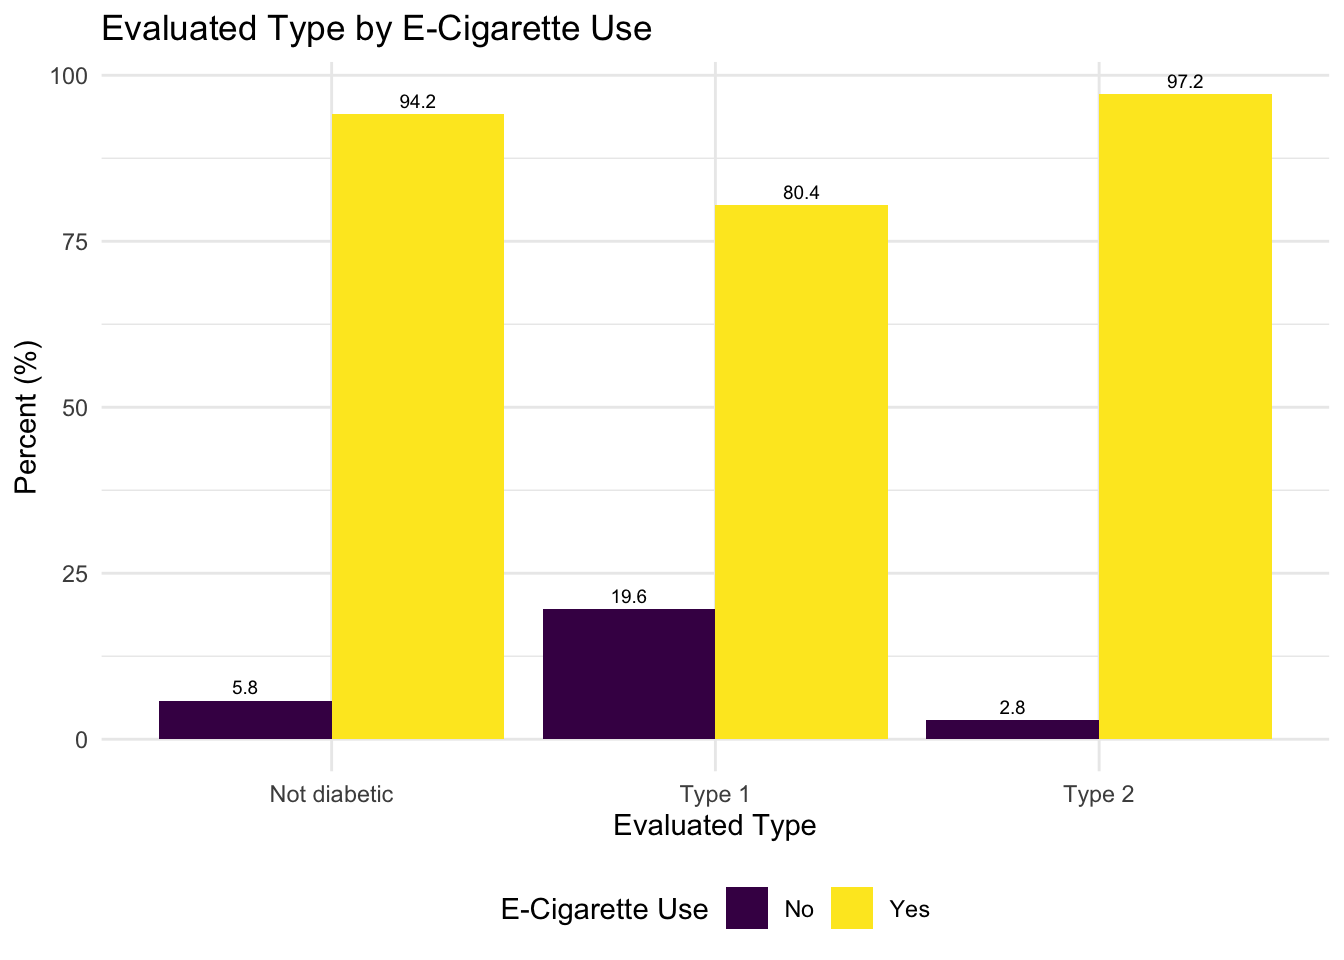 Evaluated Type by E-Cigarette Use
100
75
50
25
0
Percent (%)
5.8
94.2
19.6
80.4
2.8
97.2
Not diabetic
Type 1
Type 2
Evaluated Type
E-Cigarette Use No Yes